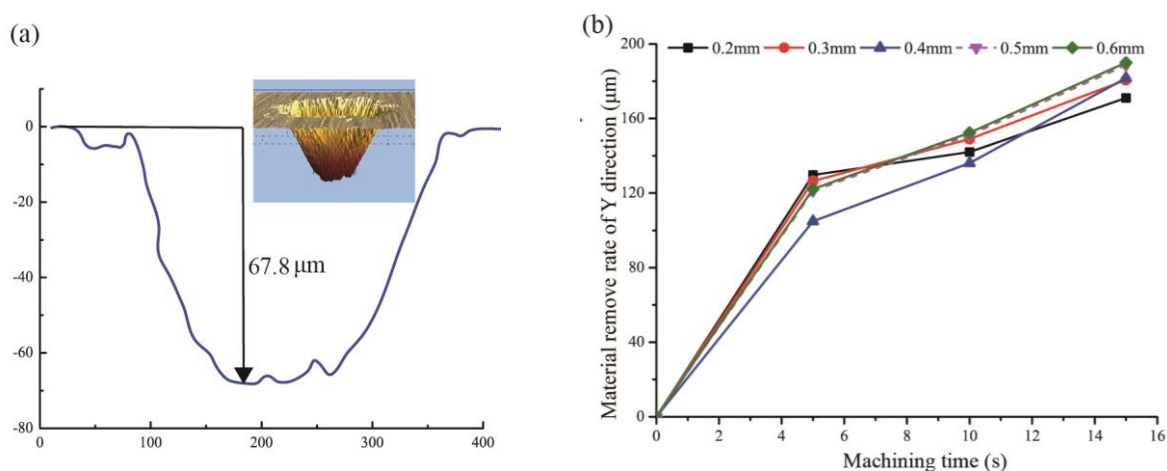 (a)
0
-20
-40
-60
-80
0 100 200 300 400
67.8 μm
(b)
0.2mm 0.3mm 0.4mm 0.5mm 0.6mm
Material remove rate of Y direction (μm)
200
160
120
80
40
0
0 2 4 6 8 10 12 14 16
Machining time (s)